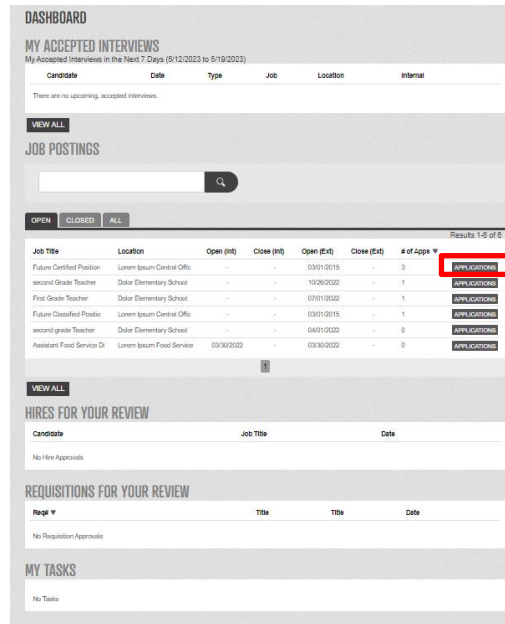 DASHBOARD
MY ACCEPTED INTERVIEWS
My Accepted Interviews in the Next 7 Days (5/12/2023 to 5/19/2023)
Candidate Date Type Job Location Internal
There are no upcoming, accepted interviews.
VIEW ALL
JOB POSTINGS
OPEN CLOSED ALL
Results 1-6 of 6
Job Title Location Open (Int) Close (Int) Open (Ext) Close (Ext) # of Apps ▼
Future Certified Position Lorem Ipsum Central Offic - - 03/01/2015 - 3 APPLICATIONS
second Grade Teacher Dolor Elementary School - - 10/26/2022 - 1 APPLICATIONS
First Grade Teacher Dolor Elementary School - - 07/01/2022 - 1 APPLICATIONS
Future Classified Positio Lorem Ipsum Central Offic - - 03/01/2015 - 1 APPLICATIONS
second grade Teacher Dolor Elementary School - - 04/01/2022 - 0 APPLICATIONS
Assistant Food Service Di Lorem Ipsum Food Service 03/30/2022 - 03/30/2022 - 0 APPLICATIONS
1
VIEW ALL
HIRES FOR YOUR REVIEW
Candidate Job Title Date
No Hire Approvals
REQUISITIONS FOR YOUR REVIEW
Req# ▼ Title Title Date
No Requisition Approvals
MY TASKS
No Tasks